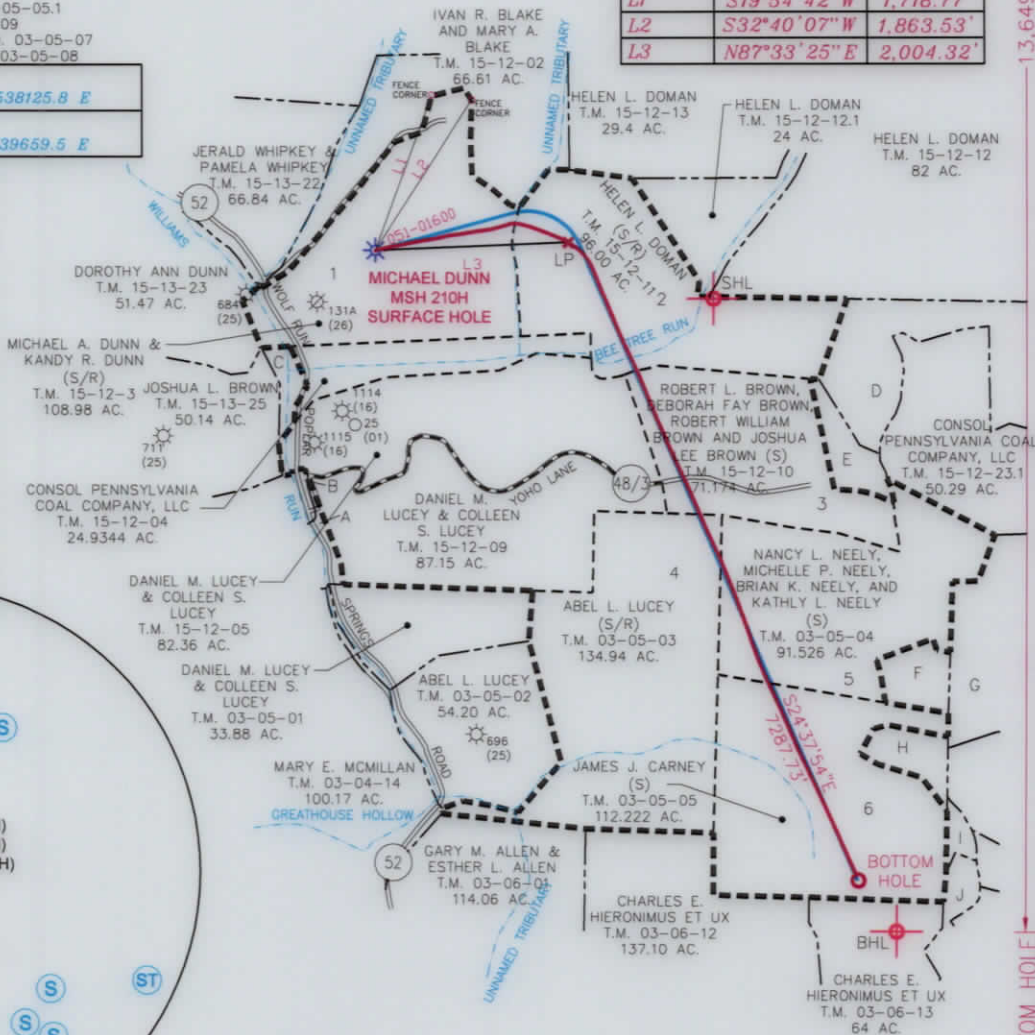 05-05.1
09
03-05-07
03-05-08
538125.8 E
39659.5 E
L2 S32°40'07"W 1,863.53'
L3 N87°33'25"E 2,004.32'
13,649
IVAN R. BLAKE
AND MARY A.
BLAKE
T.M. 15-12-02
66.61 AC.
UNNAMED TRIBUTARY
FENCE
CORNER
FENCE
CORNER
UNNAMED TRIBUTARY
HELEN L. DOMAN
T.M. 15-12-13
29.4 AC.
HELEN L. DOMAN
T.M. 15-12-12.1
24 AC.
HELEN L. DOMAN
T.M. 15-12-12
82 AC.
JERALD WHIPKEY &
PAMELA WHIPKEY
T.M. 15-13-22
66.84 AC.
52
WILLIAMS
L1
L2
HELEN L. DOMAN
(S/R)
T.M. 15-12-11
96.00 AC.
2
051-01600
L3
LP
SHL
1
MICHAEL DUNN
MSH 210H
SURFACE HOLE
DOROTHY ANN DUNN
T.M. 15-13-23
51.47 AC.
684
(25)
131A
(26)
WOLF RUN
BEE TREE RUN
MICHAEL A. DUNN &
KANDY R. DUNN
(S/R)
T.M. 15-12-3
108.98 AC.
C
JOSHUA L. BROWN
T.M. 15-13-25
50.14 AC.
711
(25)
1114
(16)
25
(01)
1115
(16)
ROBERT L. BROWN,
DEBORAH FAY BROWN,
ROBERT WILLIAM
BROWN AND JOSHUA
LEE BROWN (S)
T.M. 15-12-10
71.174 AC.
D
E
3
CONSOL
PENNSYLVANIA COAL
COMPANY, LLC
T.M. 15-12-23.1
50.29 AC.
48/3
YOHO LANE
CONSOL PENNSYLVANIA
COAL COMPANY, LLC
T.M. 15-12-04
24.9344 AC.
B
A
RUN
DANIEL M.
LUCEY & COLLEEN
S. LUCEY
T.M. 15-12-09
87.15 AC.
DANIEL M. LUCEY
& COLLEEN S.
LUCEY
T.M. 15-12-05
82.36 AC.
SPRINGS
4
ABEL L. LUCEY
(S/R)
T.M. 03-05-03
134.94 AC.
NANCY L. NEELY,
MICHELLE P. NEELY,
BRIAN K. NEELY, AND
KATHLY L. NEELY
(S)
T.M. 03-05-04
91.526 AC.
5
F
G
H
DANIEL M. LUCEY
& COLLEEN S.
LUCEY
T.M. 03-05-01
33.88 AC.
ABEL L. LUCEY
T.M. 03-05-02
54.20 AC.
696
(25)
ROAD
S24°37'54"E
7287.73'
MARY E. MCMILLAN
T.M. 03-04-14
100.17 AC.
GREATHOUSE HOLLOW
JAMES J. CARNEY
(S)
T.M. 03-05-05
112.222 AC.
6
I
J
BOTTOM
HOLE
52
GARY M. ALLEN &
ESTHER L. ALLEN
T.M. 03-06-01
114.06 AC.
UNNAMED TRIBUTARY
CHARLES E.
HIERONIMUS ET UX
T.M. 03-06-12
137.10 AC.
BHL
CHARLES E.
HIERONIMUS ET UX
T.M. 03-06-13
64 AC.
OM HOLE
S
H)
S
ST
S
S